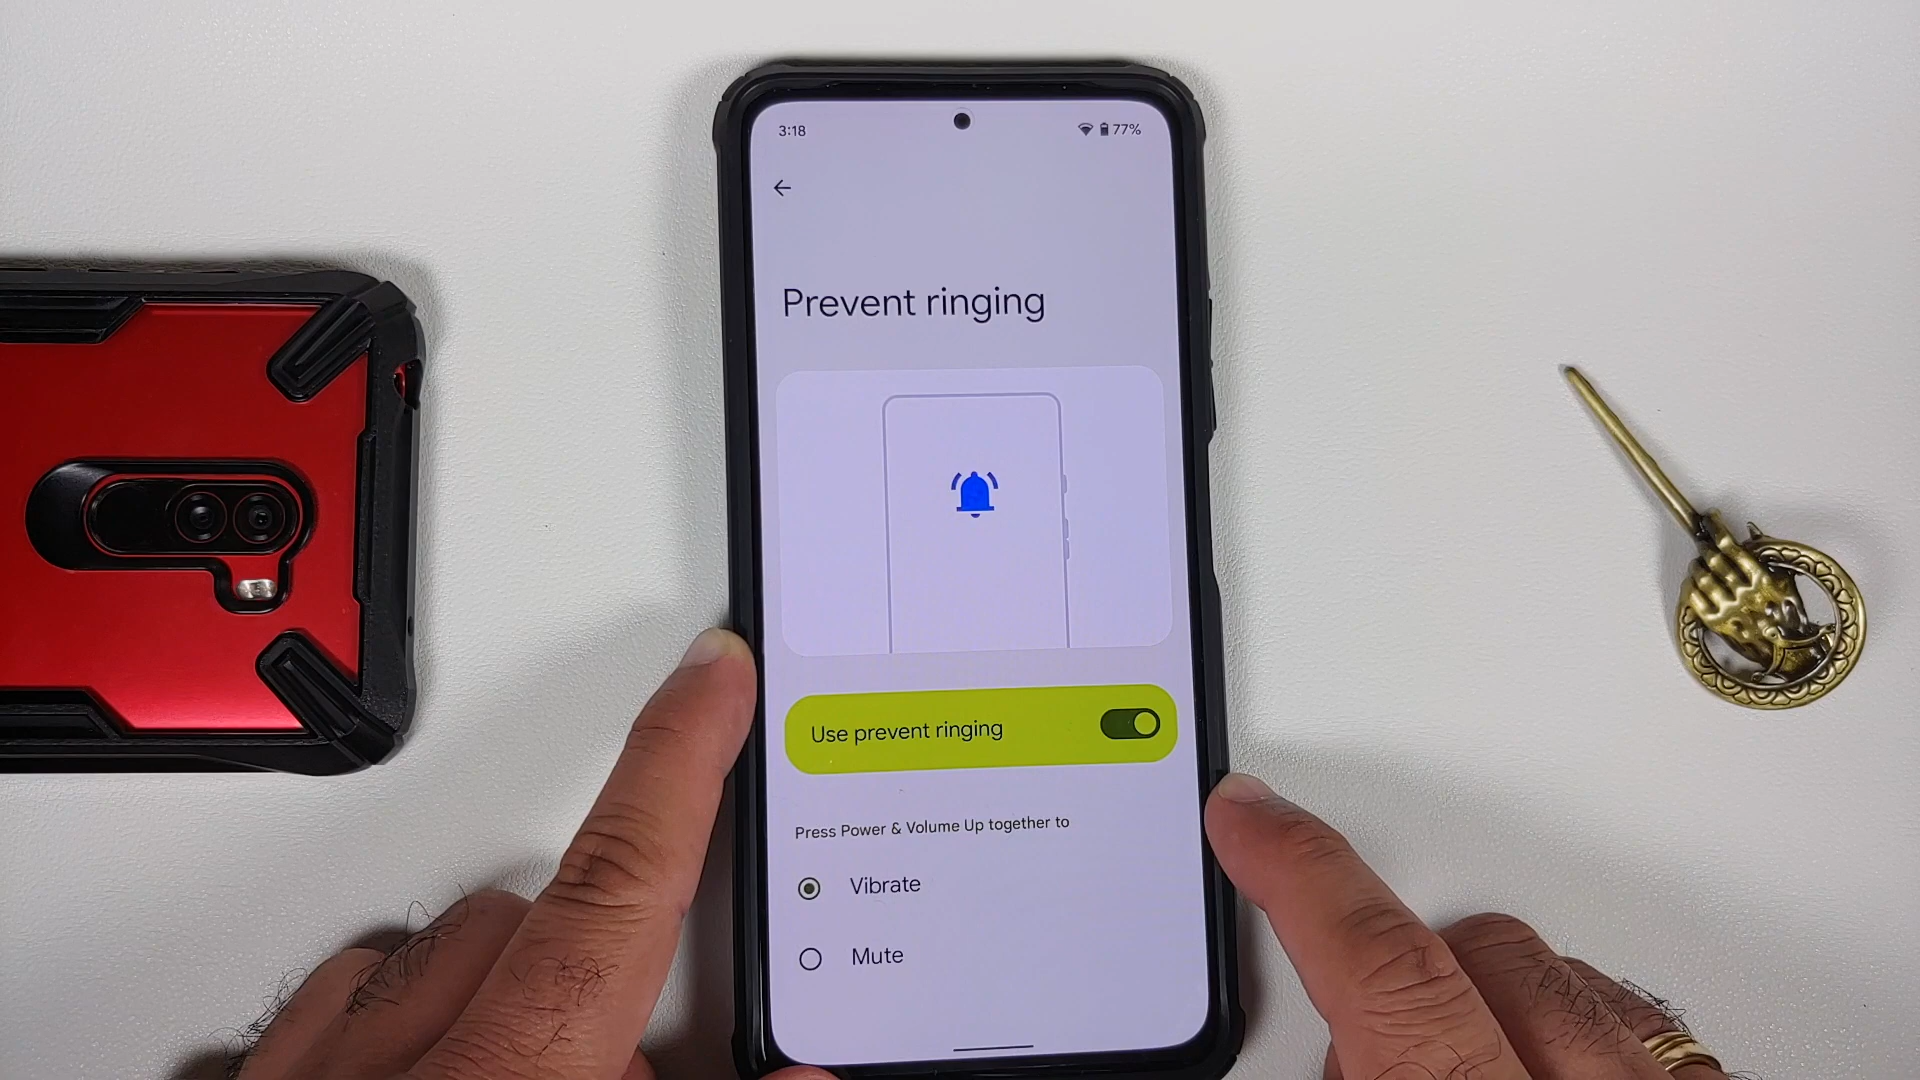 3:18
77%
Prevent ringing
Use prevent ringing
Press Power & Volume Up together to
Vibrate
Mute